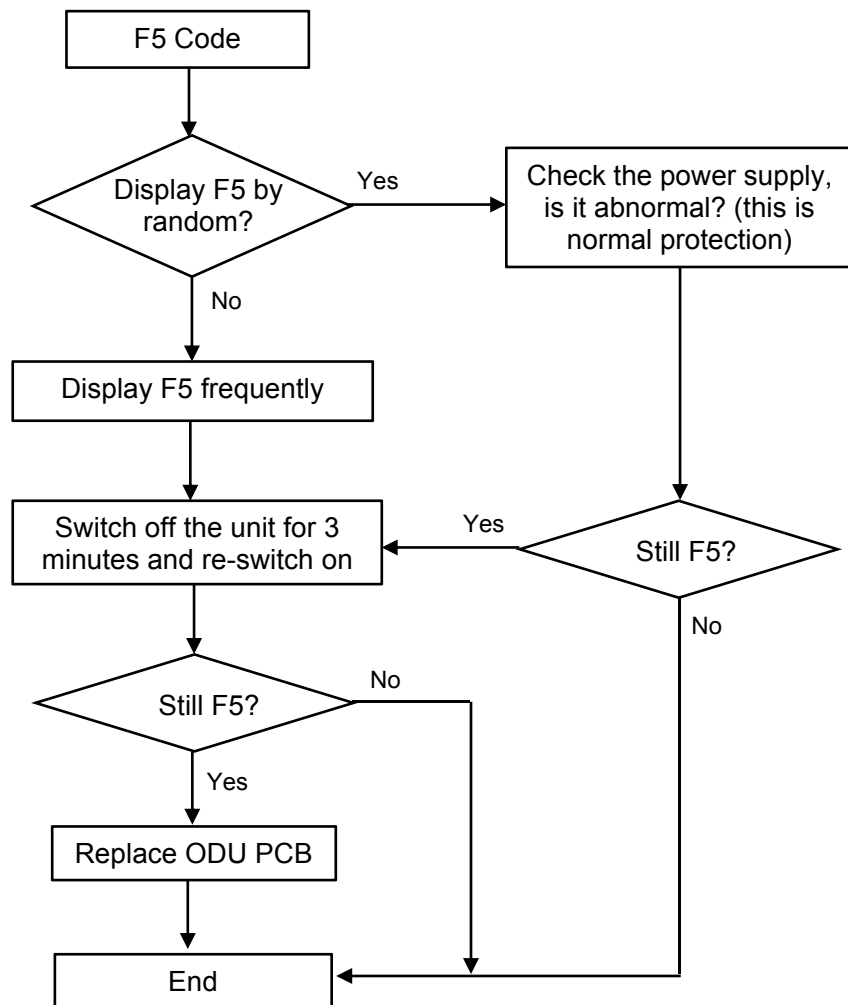 F5 Code
Display F5 by
random?
Yes
Check the power supply,
is it abnormal? (this is
normal protection)
No
Display F5 frequently
Switch off the unit for 3
minutes and re-switch on
Yes
Still F5?
No
Still F5?
No
Yes
Replace ODU PCB
End